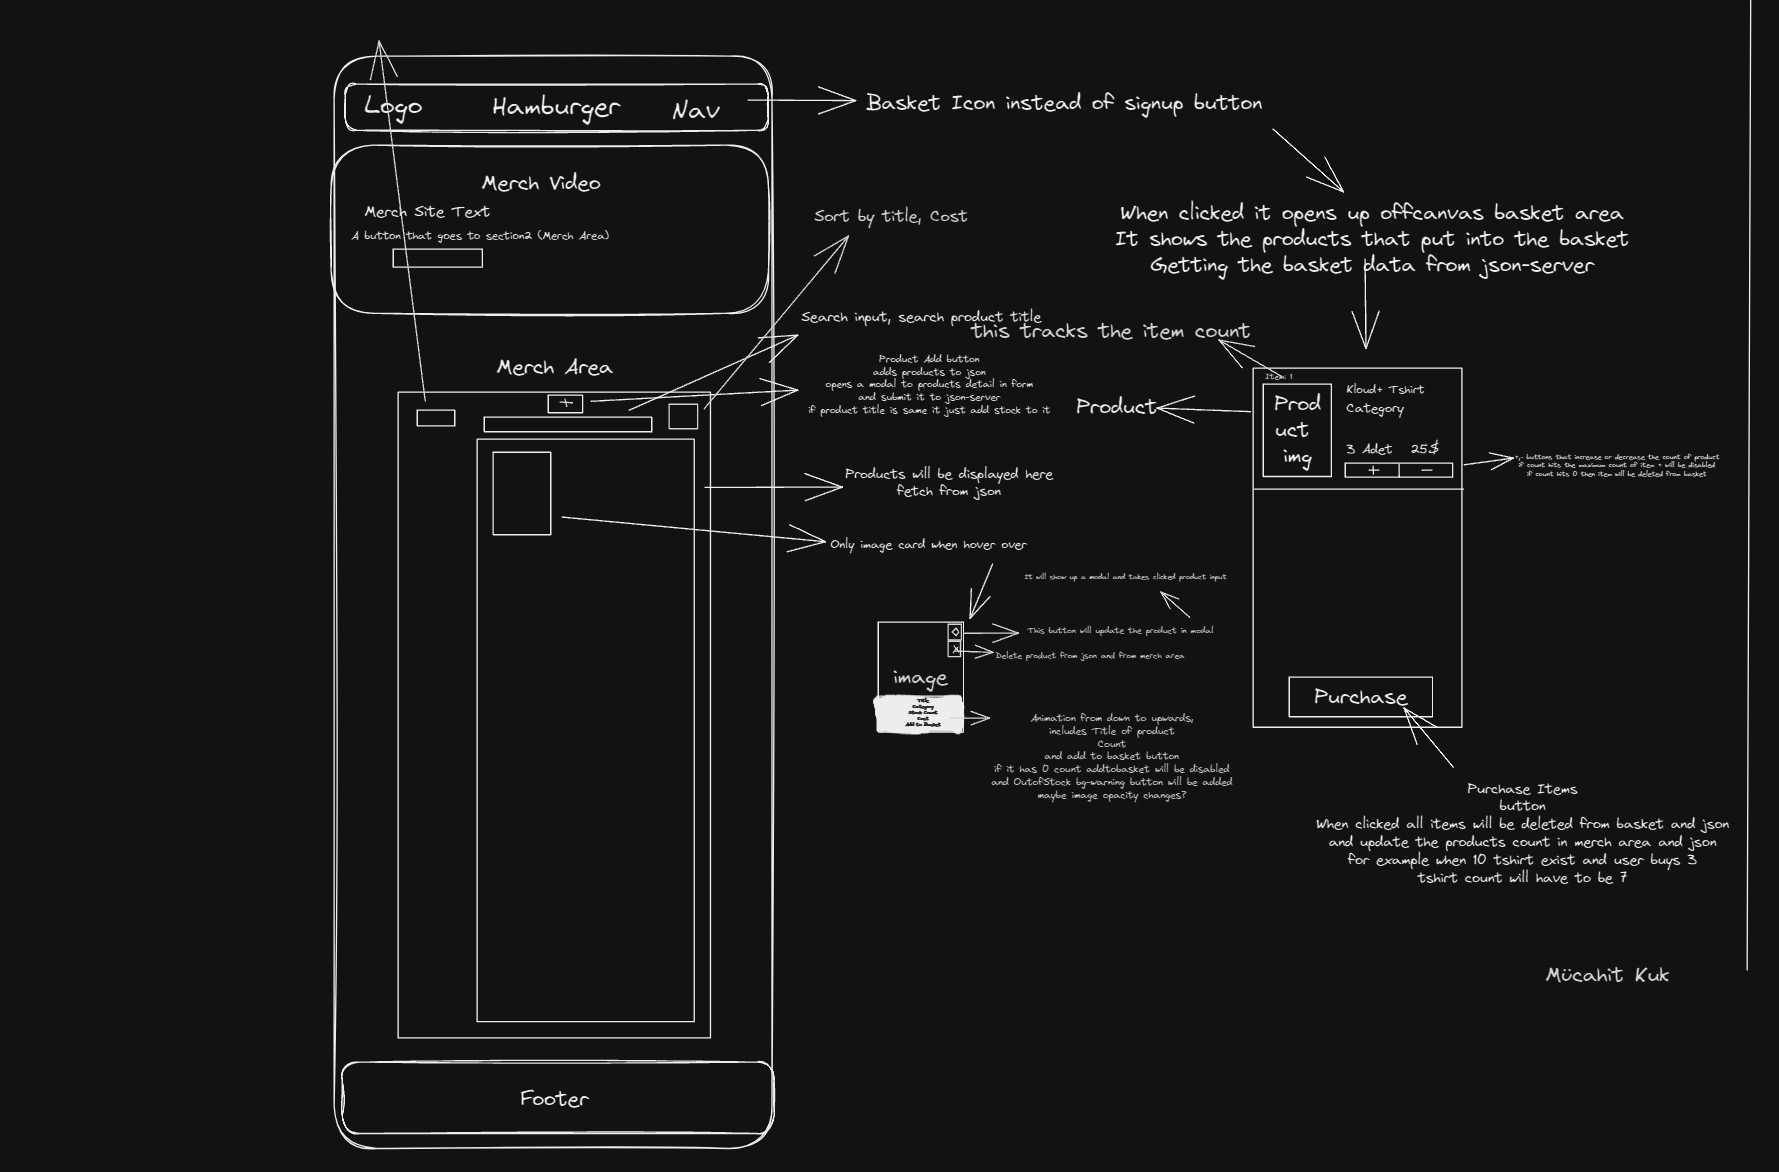 Logo
Hamburger
Nav
Basket Icon instead of signup button
Merch Video
Merch Site Text
A button that goes to section2 (Merch Area)
When clicked it opens up offcanvas basket area
It shows the products that put into the basket
Getting the basket data from json-server
Sort by title, Cost
Search input, search product title
this tracks the item count
Merch Area
+
Product Add button
adds products to json
opens a modal to products detail in form
and submit it to json-server
if product title is same it just add stock to it
Product
Item: 1
Prod
uct
img
Kloud+ Tshirt
Category
3 Adet 25$
+ -
+,- buttons that increase or decrease the count of product
if count hits the maximum count of item + will be disabled
if count hits 0 then item will be deleted from basket
Products will be displayed here
fetch from json
Only image card when hover over
It will show up a modal and takes clicked product input
This button will update the product in modal
X
Delete product from json and from merch area
image
Title
Category
Stock Count
Cost
Add to Basket
Animation from down to upwards,
includes Title of product
Count
and add to basket button
if it has 0 count addtobasket will be disabled
and OutofStock bg-warning button will be added
maybe image opacity changes?
Purchase
Purchase Items
button
When clicked all items will be deleted from basket and json
and update the products count in merch area and json
for example when 10 tshirt exist and user buys 3
tshirt count will have to be 7
Mücahit Kuk
Footer